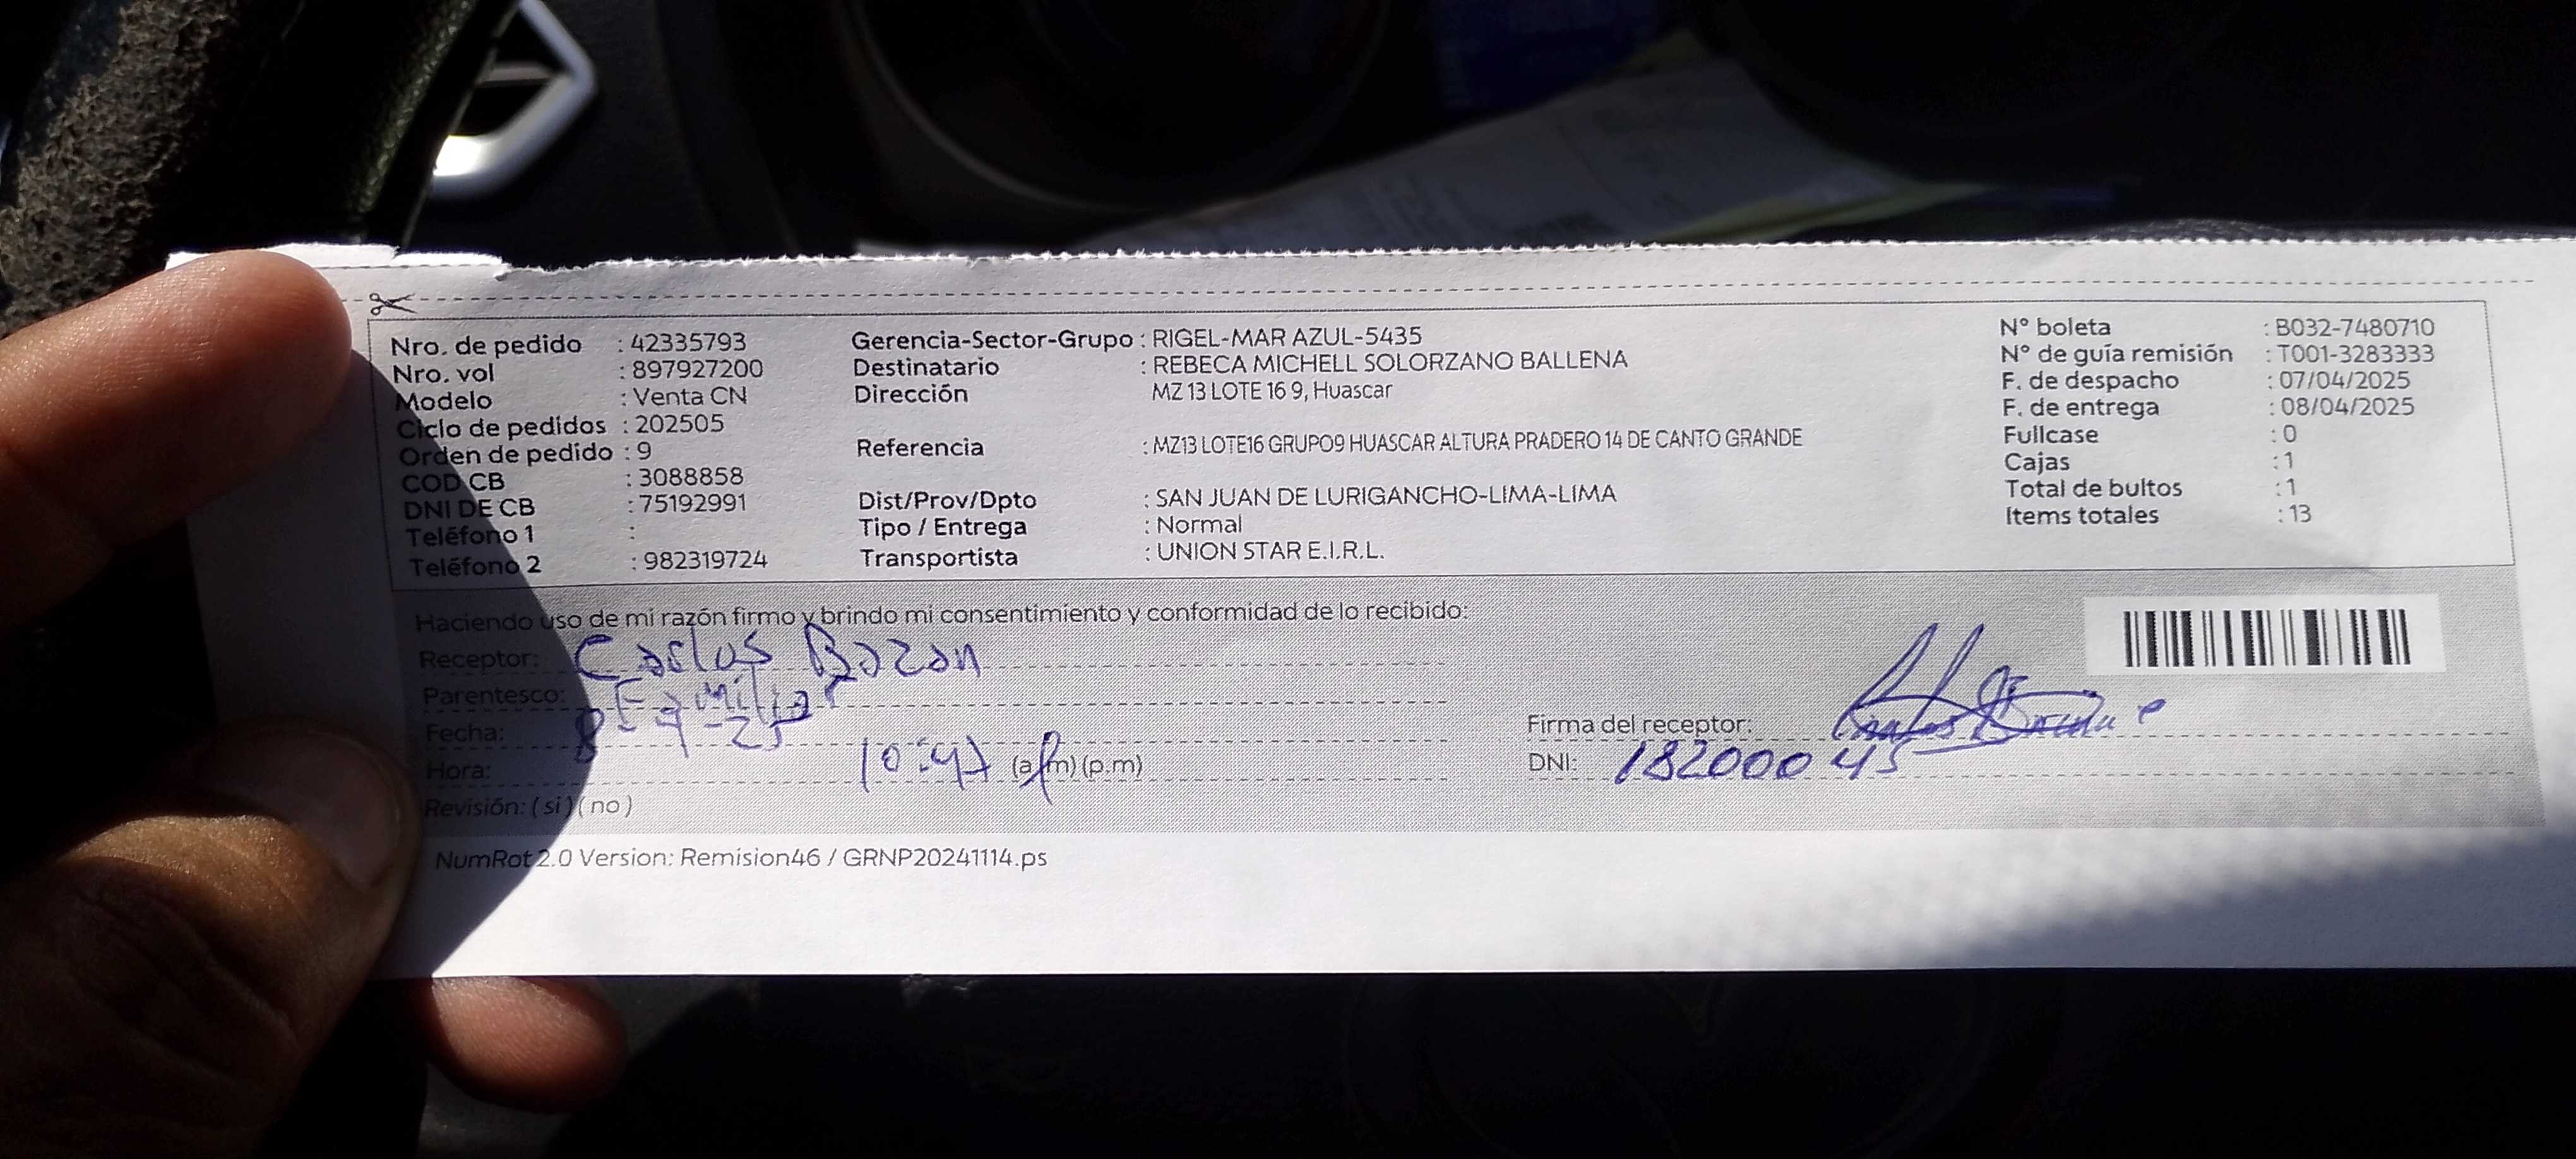 Nro. de pedido : 42335793
Nro. vol : 897927200
Modelo : Venta CN
Ciclo de pedidos : 202505
Orden de pedido : 9
COD CB : 3088858
DNI DE CB : 75192991
Teléfono 1 :
Teléfono 2 : 982319724
Gerencia-Sector-Grupo : RIGEL-MAR AZUL-5435
Destinatario : REBECA MICHELL SOLORZANO BALLENA
Dirección MZ 13 LOTE 16 9, Huascar
Referencia : MZ13 LOTE16 GRUPO9 HUASCAR ALTURA PRADERO 14 DE CANTO GRANDE
Dist/Prov/Dpto : SAN JUAN DE LURIGANCHO-LIMA-LIMA
Tipo / Entrega : Normal
Transportista : UNION STAR E.I.R.L.
N° boleta : B032-7480710
N° de guía remisión : T001-3283333
F. de despacho : 07/04/2025
F. de entrega : 08/04/2025
Fullcase : 0
Cajas : 1
Total de bultos : 1
Items totales : 13
Haciendo uso de mi razón firmo y brindo mi consentimiento y conformidad de lo recibido:
Receptor: Carlos Bazan
Parentesco: Familiar
Fecha: 8-4-25
Hora: 10:47 (a.m) (p.m)
Revisión: ( si ) ( no )
Firma del receptor:
DNI: 18200045
NumRot 2.0 Version: Remision46 / GRNP20241114.ps